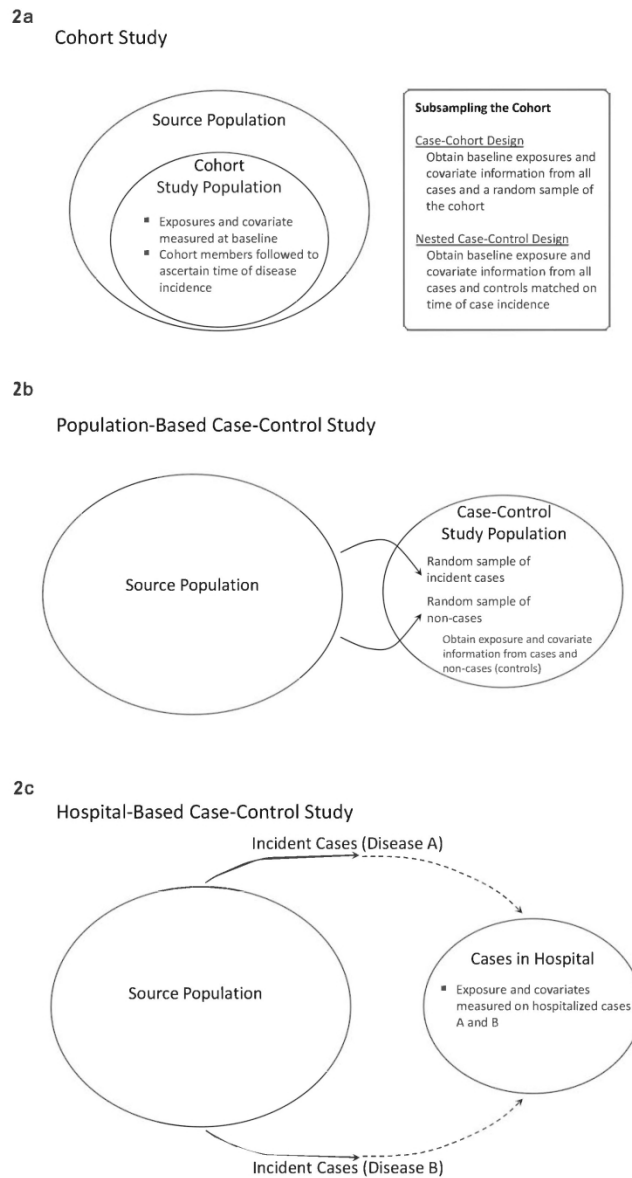 2a
Cohort Study
Source Population
Cohort
Study Population
▪ Exposures and covariate
measured at baseline
▪ Cohort members followed to
ascertain time of disease
incidence
Subsampling the Cohort
Case-Cohort Design
Obtain baseline exposures and
covariate information from all
cases and a random sample of
the cohort
Nested Case-Control Design
Obtain baseline exposure and
covariate information from all
cases and controls matched on
time of case incidence
2b
Population-Based Case-Control Study
Source Population
Case-Control
Study Population
Random sample of
incident cases
Random sample of
non-cases
Obtain exposure and covariate
information from cases and
non-cases (controls)
2c
Hospital-Based Case-Control Study
Incident Cases (Disease A)
Source Population
Cases in Hospital
▪ Exposure and covariates
measured on hospitalized cases
A and B
Incident Cases (Disease B)